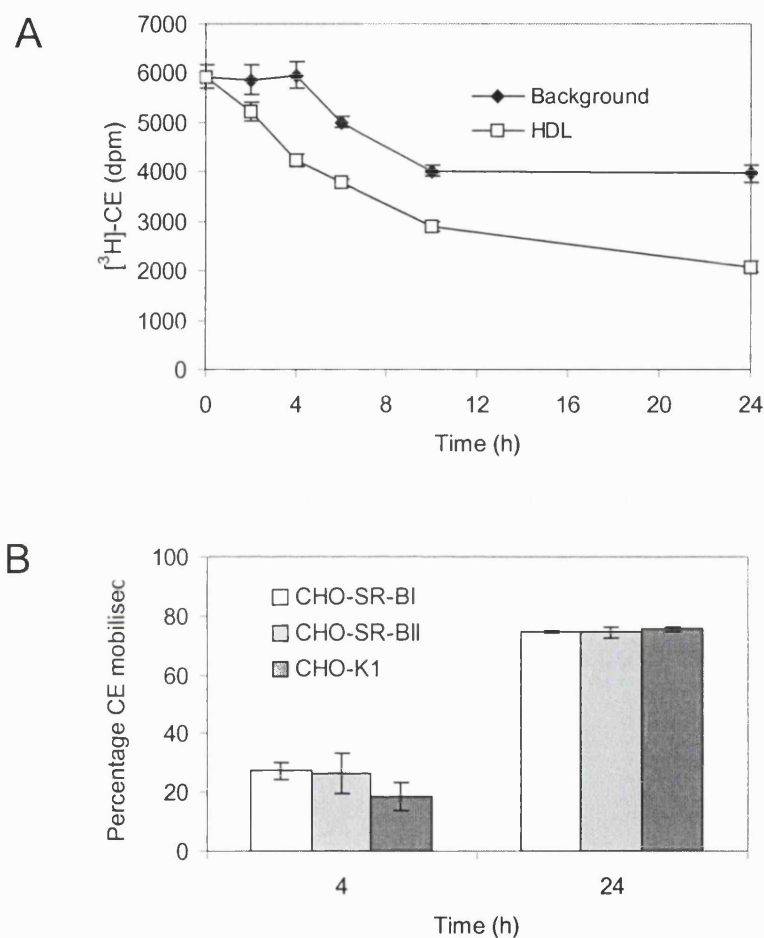 A
7000
6000
5000
4000
3000
2000
1000
0
[³H]-CE (dpm)
Background
HDL
0 4 8 12 16 20 24
Time (h)
B
100
80
60
40
20
0
Percentage CE mobilisec
CHO-SR-BI
CHO-SR-BII
CHO-K1
4 24
Time (h)